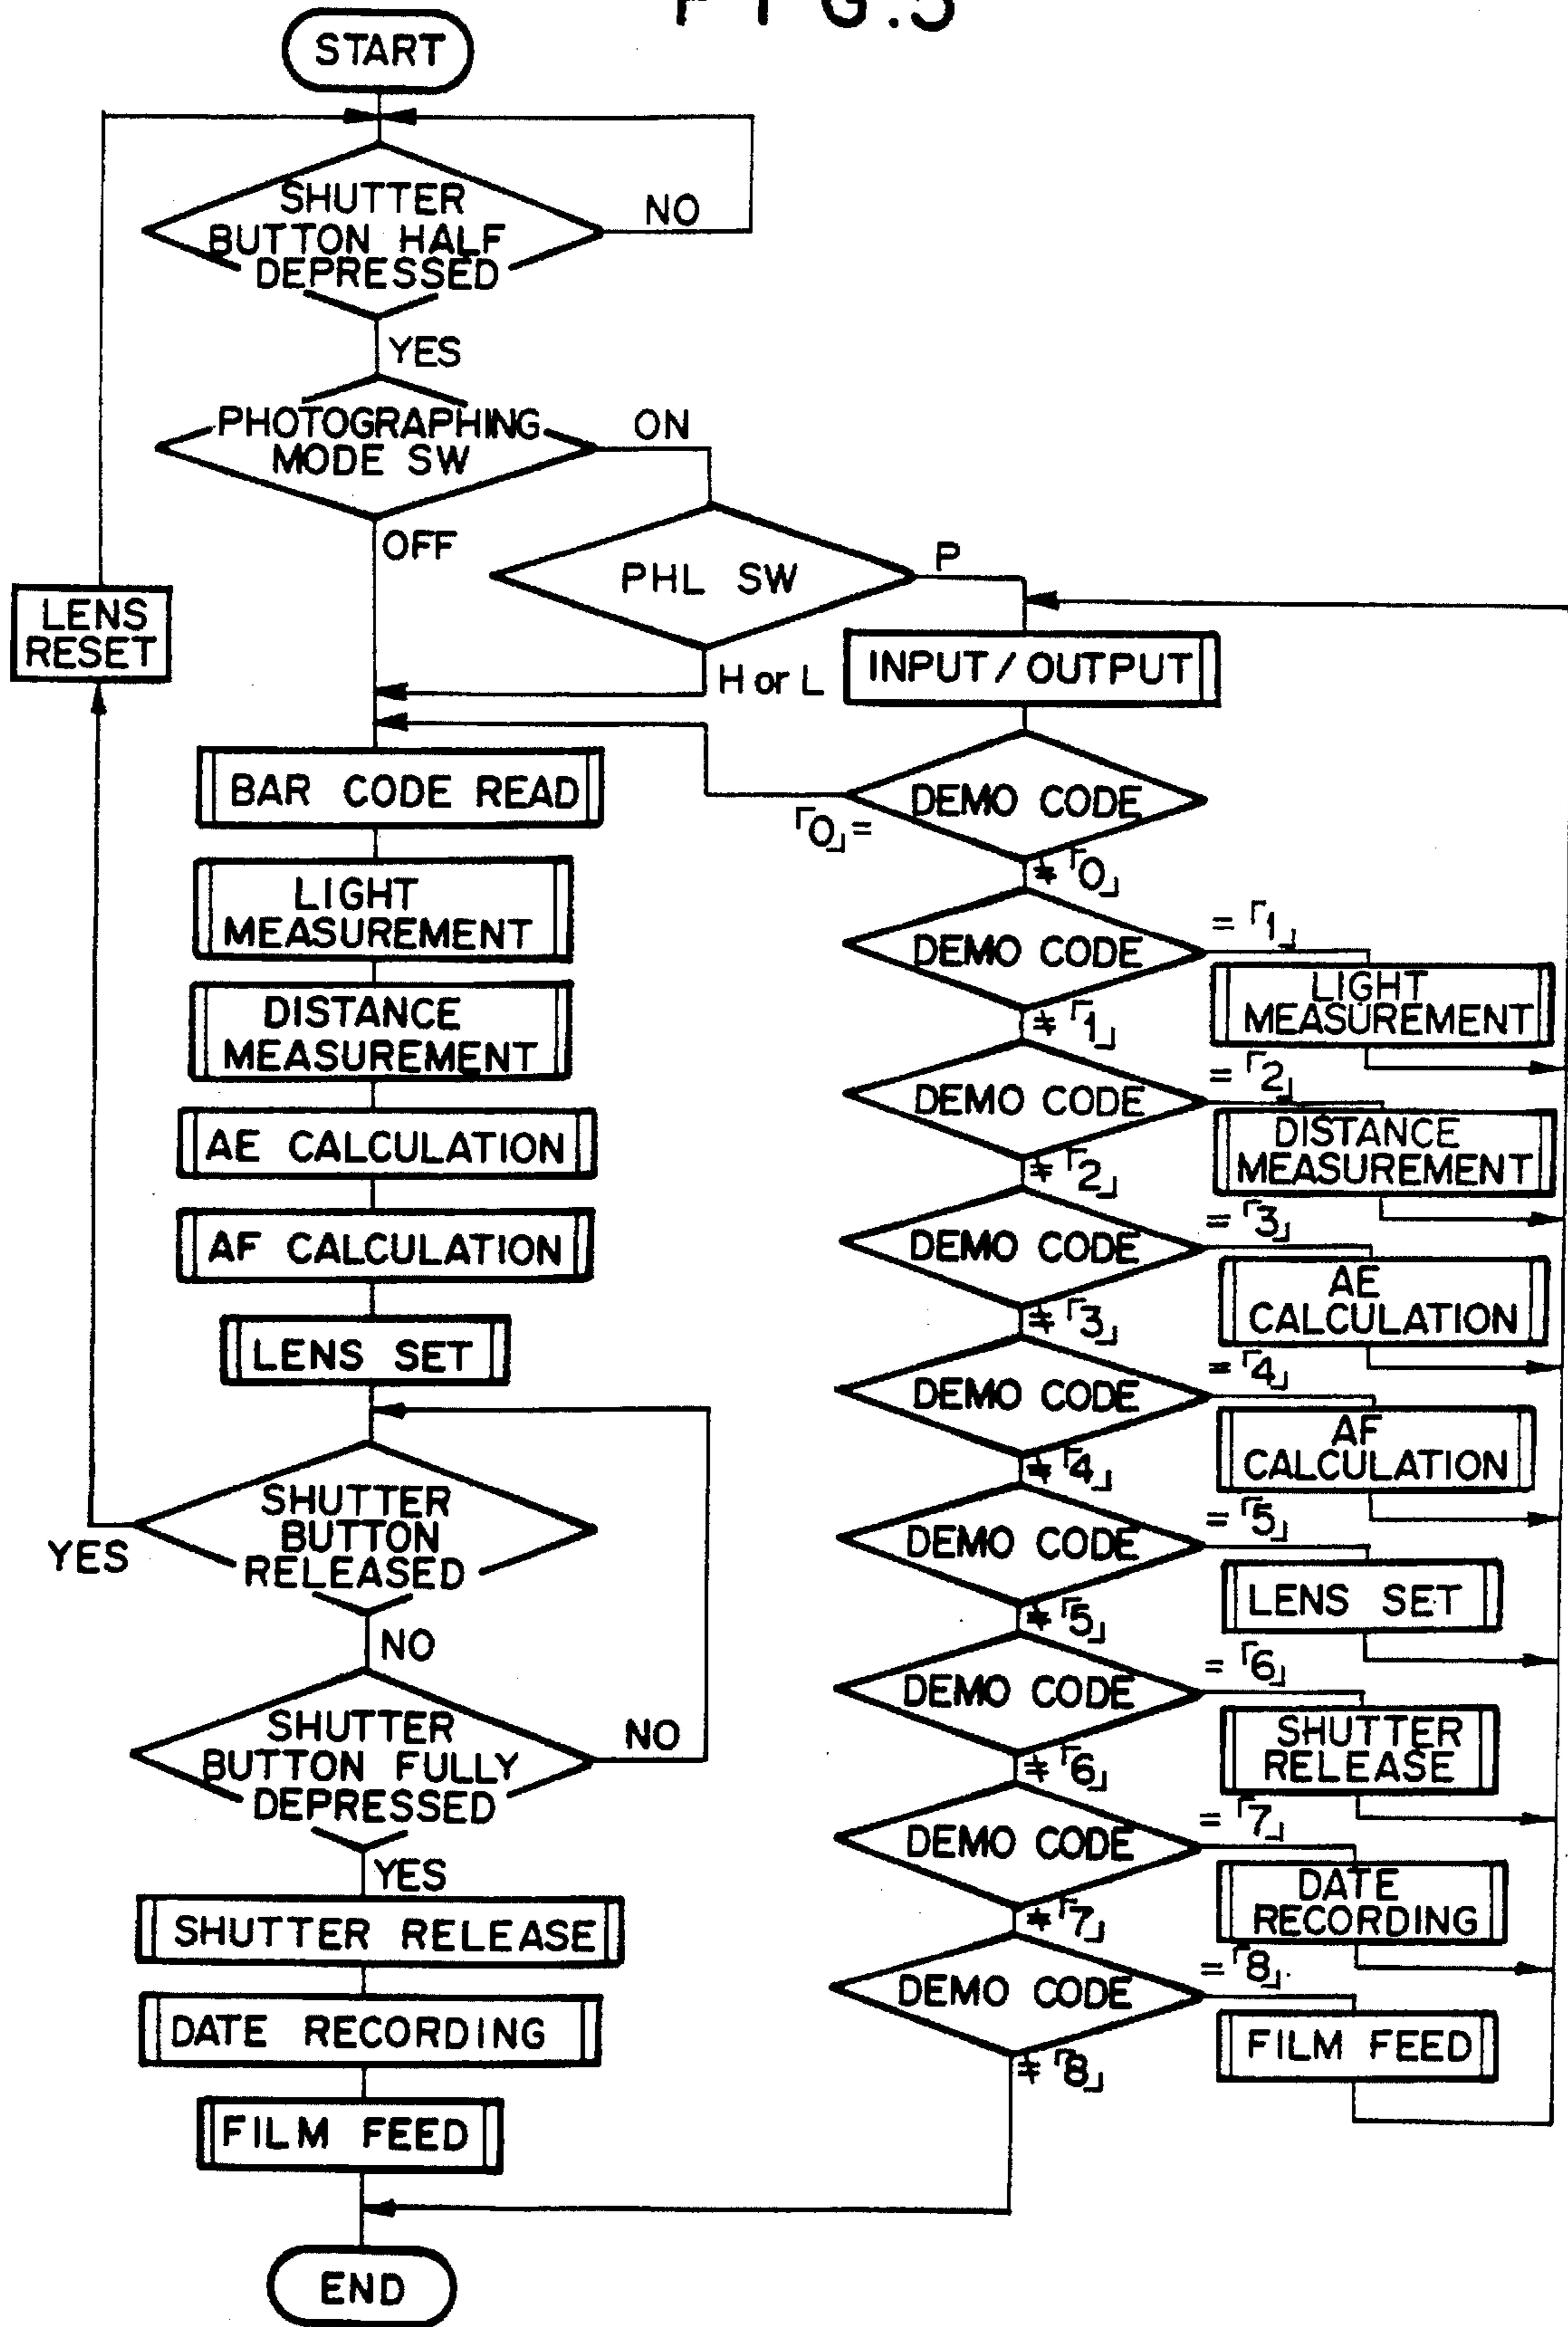 FIG.5
START
SHUTTER
BUTTON HALF
DEPRESSED
NO
YES
PHOTOGRAPHING
MODE SW
ON
OFF
PHL SW
P
H or L
LENS
RESET
INPUT/OUTPUT
BAR CODE READ
DEMO CODE
「0」=
≠「0」
LIGHT
MEASUREMENT
DEMO CODE
=「1」
LIGHT
MEASUREMENT
≠「1」
DISTANCE
MEASUREMENT
DEMO CODE
=「2」
DISTANCE
MEASUREMENT
≠「2」
AE CALCULATION
DEMO CODE
=「3」
AE
CALCULATION
≠「3」
AF CALCULATION
DEMO CODE
=「4」
AF
CALCULATION
≠「4」
LENS SET
DEMO CODE
=「5」
LENS SET
≠「5」
SHUTTER
BUTTON
RELEASED
YES
NO
DEMO CODE
=「6」
SHUTTER
RELEASE
≠「6」
SHUTTER
BUTTON FULLY
DEPRESSED
NO
YES
DEMO CODE
=「7」
DATE
RECORDING
≠「7」
SHUTTER RELEASE
DEMO CODE
=「8」
FILM FEED
≠「8」
DATE RECORDING
FILM FEED
END